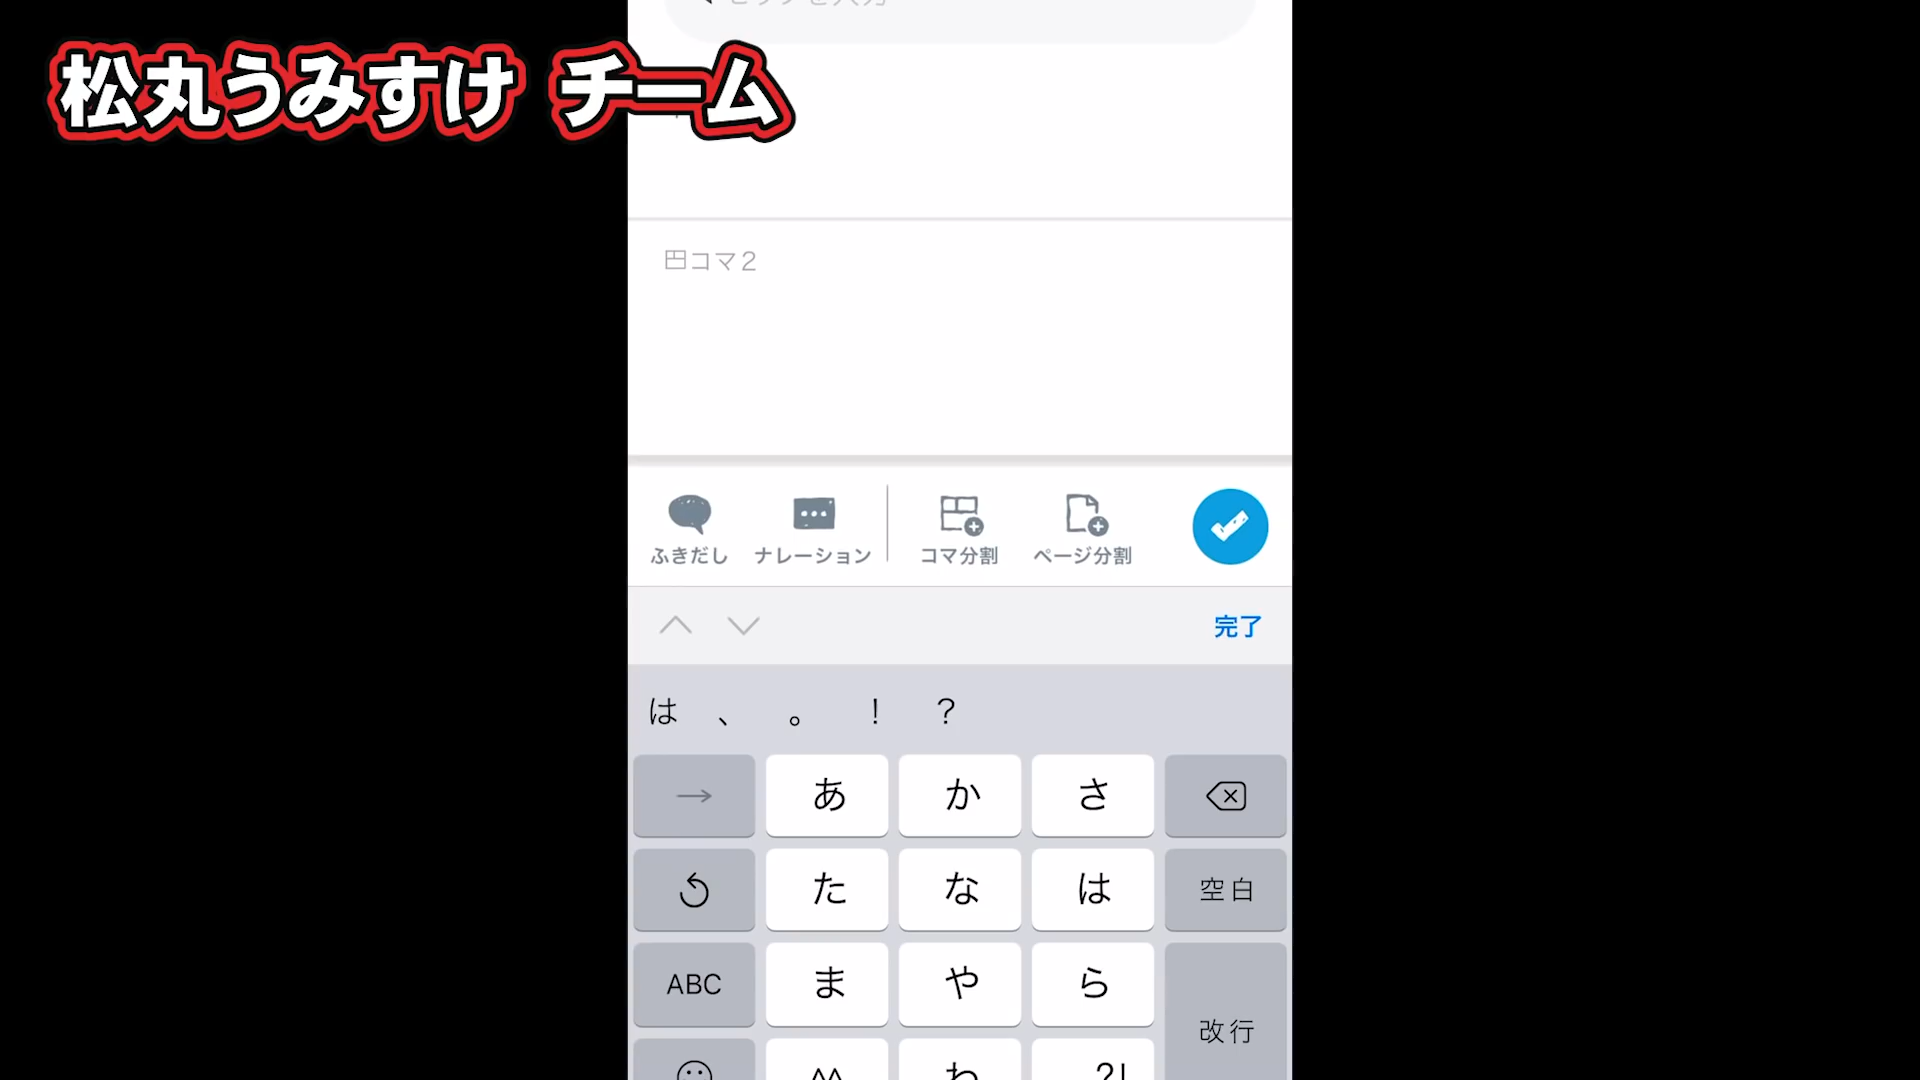 松丸うみすけ チーム
コマ2
ふきだし ナレーション コマ分割 ページ分割
完了
は 、 。 ! ?
→ あ か さ
た な は 空白
ABC ま や ら
改行
^^ わ ?!